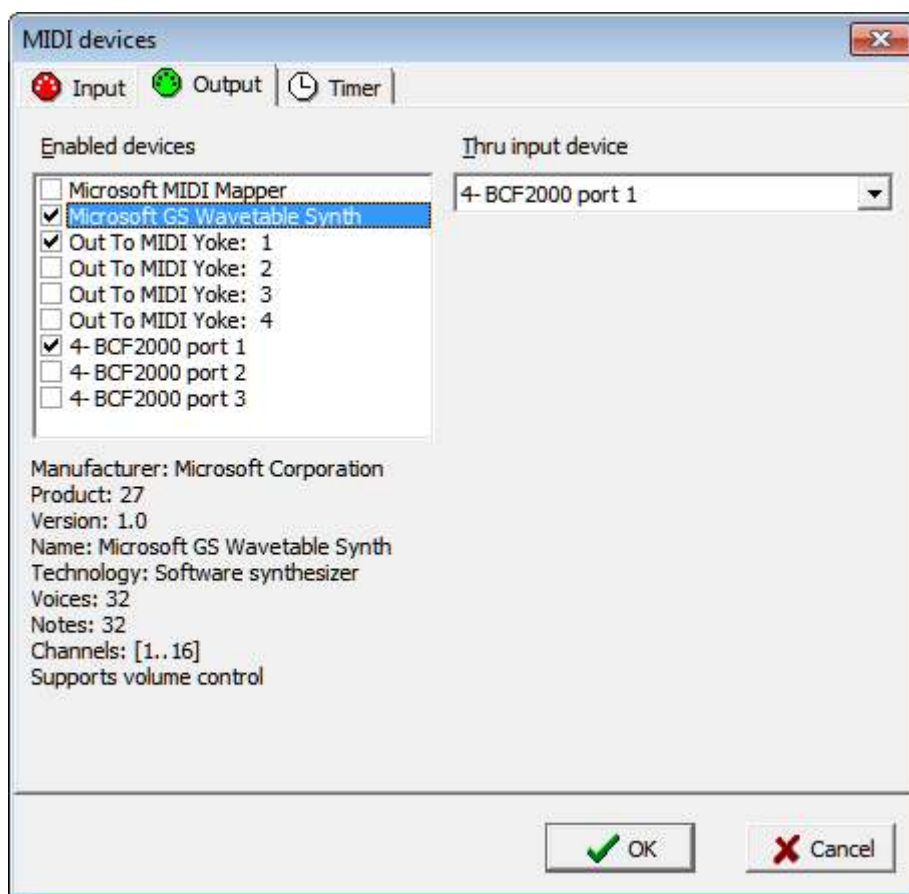 MIDI devices
Input Output Timer
Enabled devices
Thru input device
Microsoft MIDI Mapper
Microsoft GS Wavetable Synth
Out To MIDI Yoke: 1
Out To MIDI Yoke: 2
Out To MIDI Yoke: 3
Out To MIDI Yoke: 4
4- BCF2000 port 1
4- BCF2000 port 2
4- BCF2000 port 3
4- BCF2000 port 1
Manufacturer: Microsoft Corporation
Product: 27
Version: 1.0
Name: Microsoft GS Wavetable Synth
Technology: Software synthesizer
Voices: 32
Notes: 32
Channels: [1..16]
Supports volume control
OK
Cancel